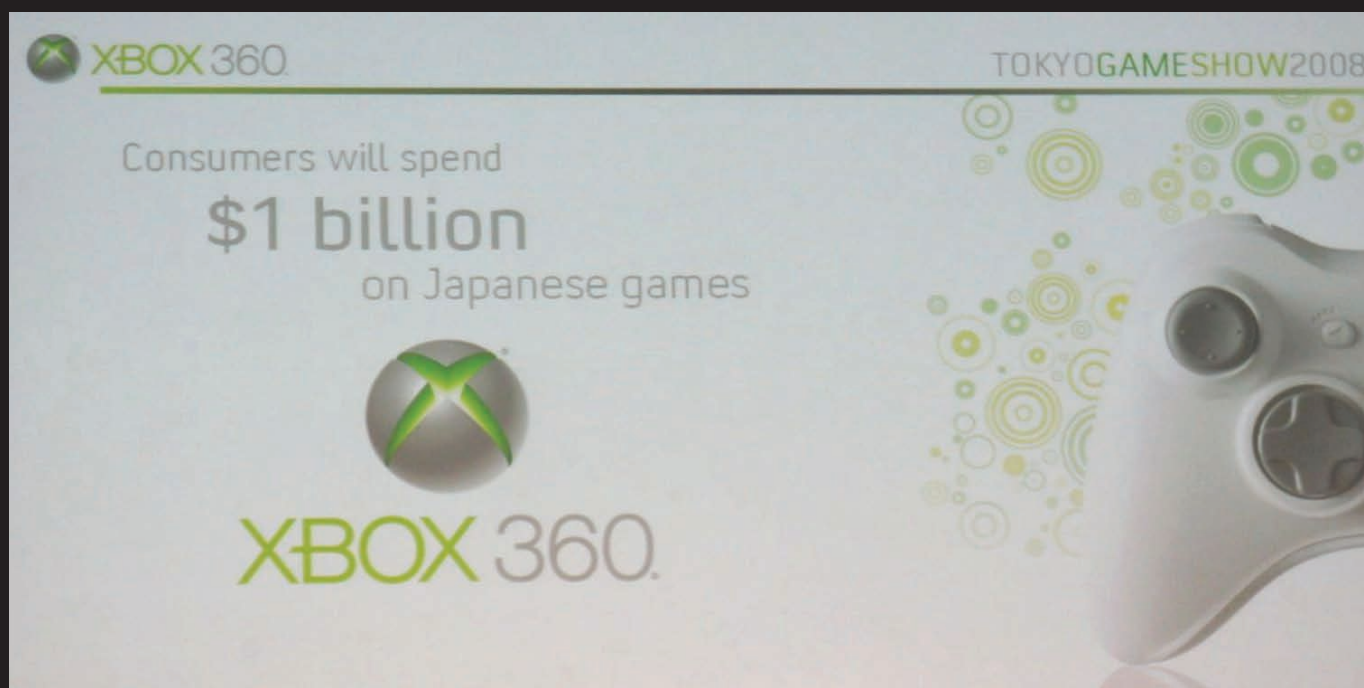 XBOX 360
TOKYOGAMESHOW2008
Consumers will spend
$1 billion
on Japanese games
XBOX 360